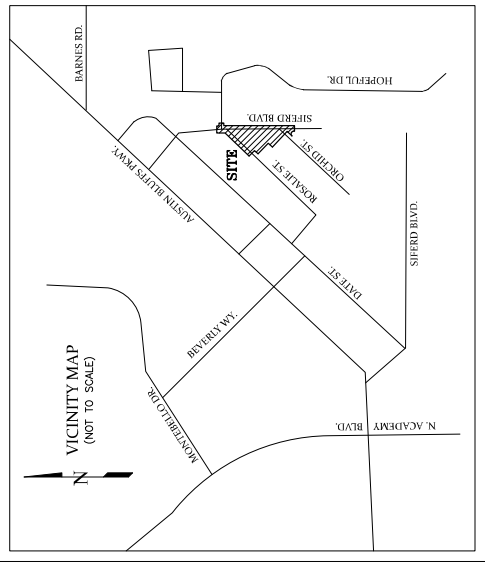 BARNES RD.
HOPEFUL DR.
SIFERD BLVD.
ORCHID ST.
SITE
ROSALIE ST.
AUSTIN BLUFFS PKWY.
SIFERD BLVD.
DATE ST.
BEVERLY WY.
VICINITY MAP
(NOT TO SCALE)
N
MONTEBELLO DR.
N. ACADEMY
BLVD.